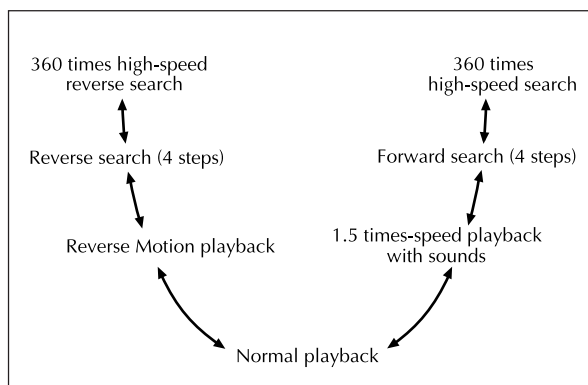 360 times high-speed
reverse search
360 times
high-speed search
Reverse search (4 steps)
Forward search (4 steps)
Reverse Motion playback
1.5 times-speed playback
with sounds
Normal playback